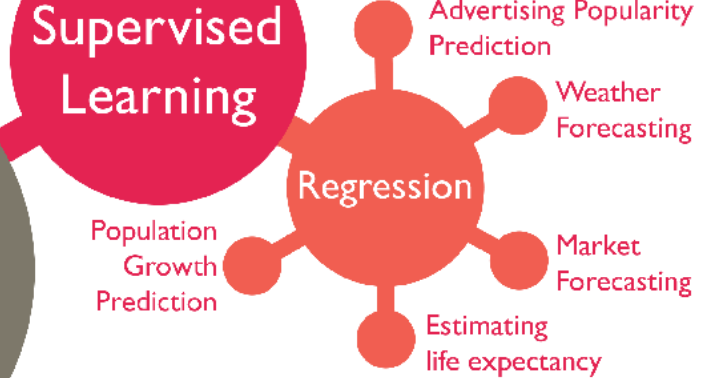 Supervised
Learning
Advertising Popularity
Prediction
Weather
Forecasting
Regression
Population
Growth
Prediction
Market
Forecasting
Estimating
life expectancy